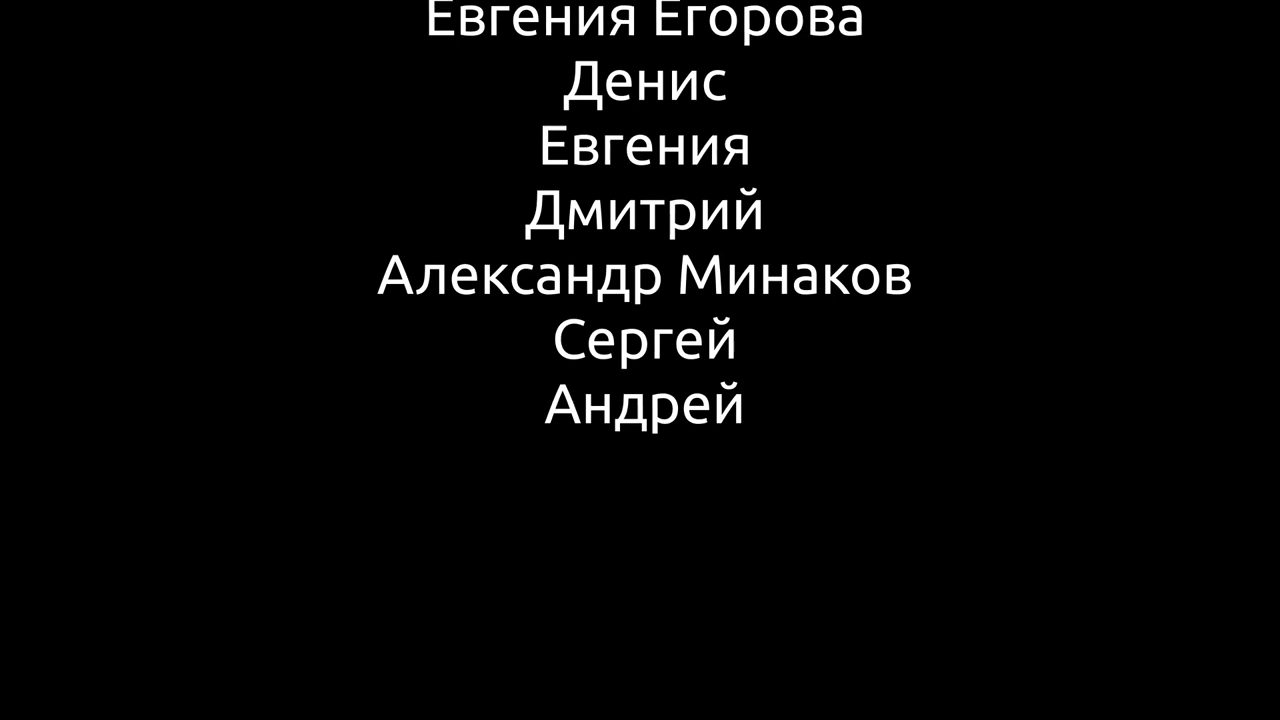 Евгения Егорова
Денис
Евгения
Дмитрий
Александр Минаков
Сергей
Андрей